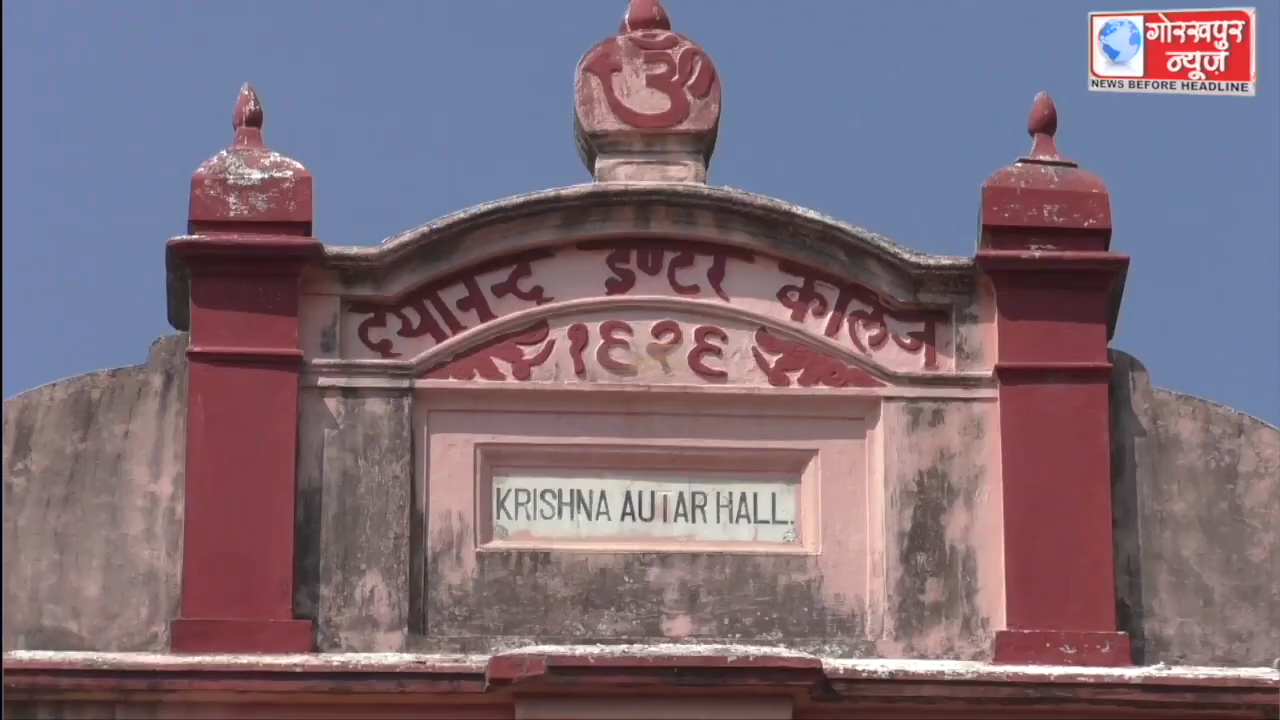 गोरखपुर
न्यूज़
NEWS BEFORE HEADLINE
ॐ
दयानन्द इण्टर कालेज
१९२९
KRISHNA AUTAR HALL.